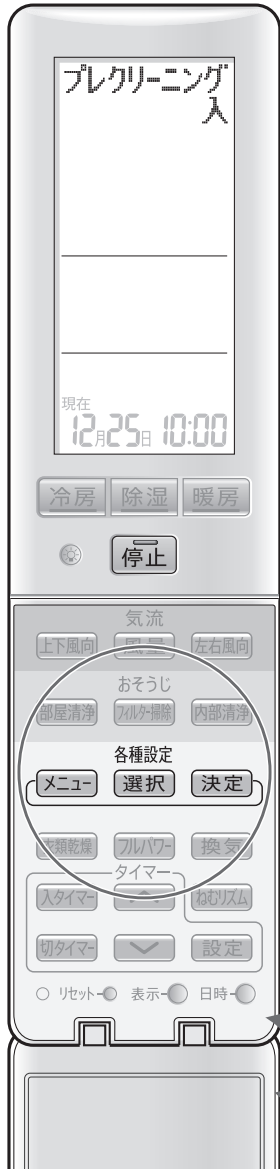 プレクリーニング
入
現在
12月25日 10:00
冷房 除湿 暖房
停止
気流
上下風向 風量 左右風向
おそうじ
部屋清浄 フィルター掃除 内部清浄
各種設定
メニュー 選択 決定
衣類乾燥 フルパワー 換気
タイマー
入タイマー ねむリズム
切タイマー 設定
リセット 表示 日時